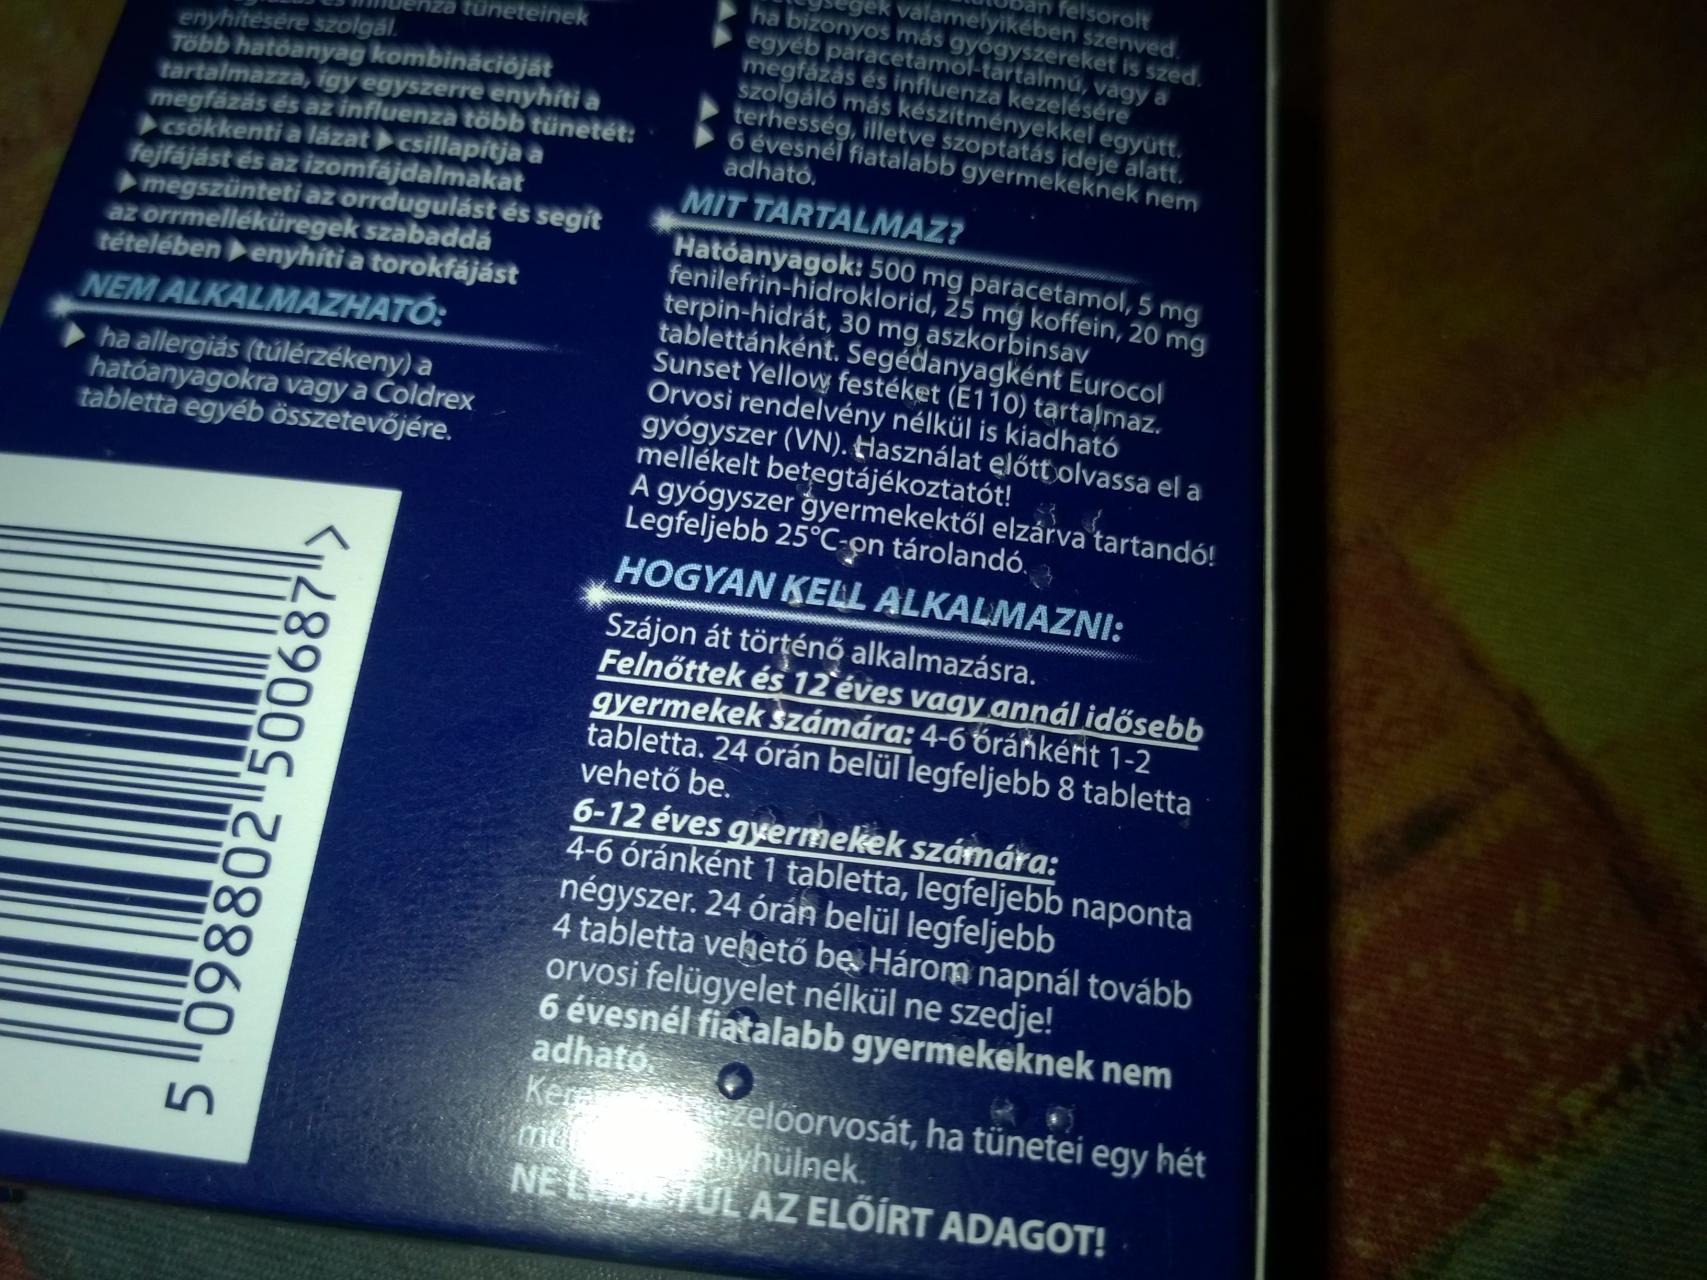 és influenza tüneteinek
enyhítésére szolgál.
Több hatóanyag kombinációját
tartalmazza, így egyszerre enyhíti a
megfázás és az influenza több tünetét:
▶csökkenti a lázat ▶csillapítja a
fejfájást és az izomfájdalmakat
▶megszünteti az orrdugulást és segít
az orrmelléküregek szabaddá
tételében ▶enyhíti a torokfájást
NEM ALKALMAZHATÓ:
▶ ha allergiás (túlérzékeny) a
hatóanyagokra vagy a Coldrex
tabletta egyéb összetevőjére.
5 098802 500687 >
felsorolt
valamelyikében szenved.
▶ ha bizonyos más gyógyszereket is szed.
▶ egyéb paracetamol-tartalmú, vagy a
megfázás és influenza kezelésére
szolgáló más készítményekkel együtt.
▶ terhesség, illetve szoptatás ideje alatt.
▶ 6 évesnél fiatalabb gyermekeknek nem
adható.
MIT TARTALMAZ?
Hatóanyagok: 500 mg paracetamol, 5 mg
fenilefrin-hidroklorid, 25 mg koffein, 20 mg
terpin-hidrát, 30 mg aszkorbinsav
tablettánként. Segédanyagként Eurocol
Sunset Yellow festéket (E110) tartalmaz.
Orvosi rendelvény nélkül is kiadható
gyógyszer (VN). Használat előtt olvassa el a
mellékelt betegtájékoztatót!
A gyógyszer gyermekektől elzárva tartandó!
Legfeljebb 25°C-on tárolandó.
HOGYAN KELL ALKALMAZNI:
Szájon át történő alkalmazásra.
Felnőttek és 12 éves vagy annál idősebb
gyermekek számára: 4-6 óránként 1-2
tabletta. 24 órán belül legfeljebb 8 tabletta
vehető be.
6-12 éves gyermekek számára:
4-6 óránként 1 tabletta, legfeljebb naponta
négyszer. 24 órán belül legfeljebb
4 tabletta vehető be. Három napnál tovább
orvosi felügyelet nélkül ne szedje!
6 évesnél fiatalabb gyermekeknek nem
adható.
ha tünetei egy hét
NE TÚL AZ ELŐÍRT ADAGOT!